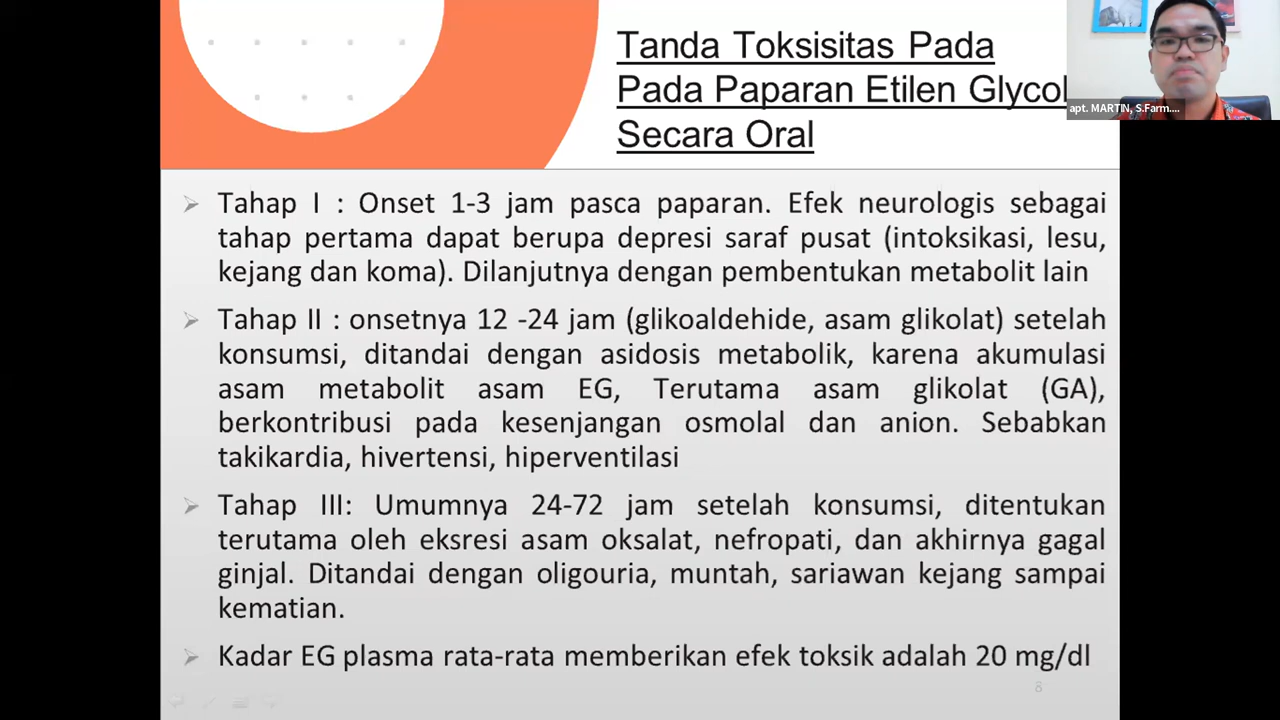 Tanda Toksisitas Pada
Pada Paparan Etilen Glycol
Secara Oral
apt. MARTIN, S.Farm....
Tahap I : Onset 1-3 jam pasca paparan. Efek neurologis sebagai
tahap pertama dapat berupa depresi saraf pusat (intoksikasi, lesu,
kejang dan koma). Dilanjutnya dengan pembentukan metabolit lain
Tahap II : onsetnya 12 -24 jam (glikoaldehide, asam glikolat) setelah
konsumsi, ditandai dengan asidosis metabolik, karena akumulasi
asam metabolit asam EG, Terutama asam glikolat (GA),
berkontribusi pada kesenjangan osmolal dan anion. Sebabkan
takikardia, hivertensi, hiperventilasi
Tahap III: Umumnya 24-72 jam setelah konsumsi, ditentukan
terutama oleh eksresi asam oksalat, nefropati, dan akhirnya gagal
ginjal. Ditandai dengan oligouria, muntah, sariawan kejang sampai
kematian.
Kadar EG plasma rata-rata memberikan efek toksik adalah 20 mg/dl
8